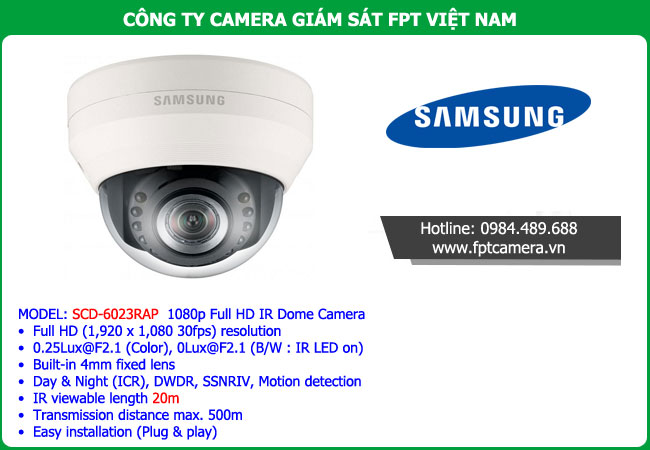 CÔNG TY CAMERA GIÁM SÁT FPT VIỆT NAM
SAMSUNG
SAMSUNG
Hotline: 0984.489.688
www.fptcamera.vn
MODEL: SCD-6023RAP 1080p Full HD IR Dome Camera
• Full HD (1,920 x 1,080 30fps) resolution
• 0.25Lux@F2.1 (Color), 0Lux@F2.1 (B/W : IR LED on)
• Built-in 4mm fixed lens
• Day & Night (ICR), DWDR, SSNRIV, Motion detection
• IR viewable length 20m
• Transmission distance max. 500m
• Easy installation (Plug & play)